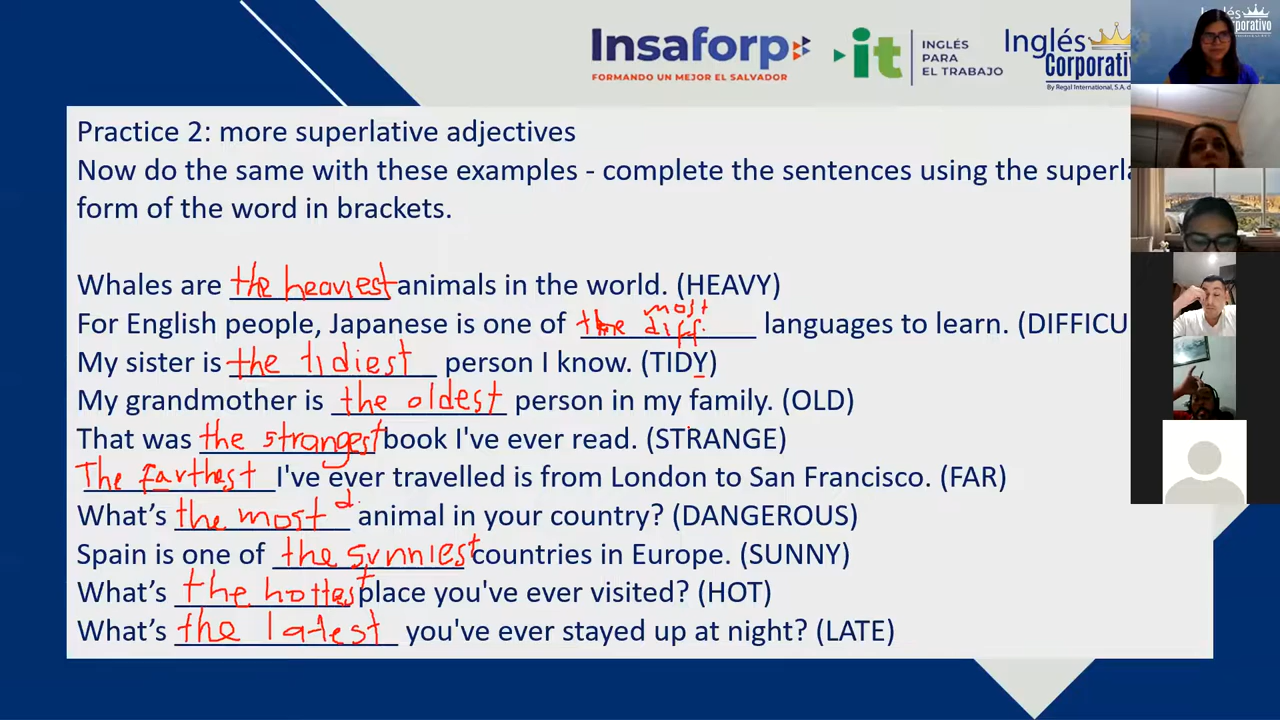 Insaforp
FORMANDO UN MEJOR EL SALVADOR
it INGLÉS PARA EL TRABAJO
Inglés Corporativ
By Regal International, S.A. d
Inglés
Corporativo
Practice 2: more superlative adjectives
Now do the same with these examples - complete the sentences using the superla
form of the word in brackets.
Whales are the heaviest animals in the world. (HEAVY)
For English people, Japanese is one of the most diff. languages to learn. (DIFFICU
My sister is the tidiest person I know. (TIDY)
My grandmother is the oldest person in my family. (OLD)
That was the strangest book I've ever read. (STRANGE)
The farthest I've ever travelled is from London to San Francisco. (FAR)
What's the most d. animal in your country? (DANGEROUS)
Spain is one of the sunniest countries in Europe. (SUNNY)
What's the hottest place you've ever visited? (HOT)
What's the latest you've ever stayed up at night? (LATE)